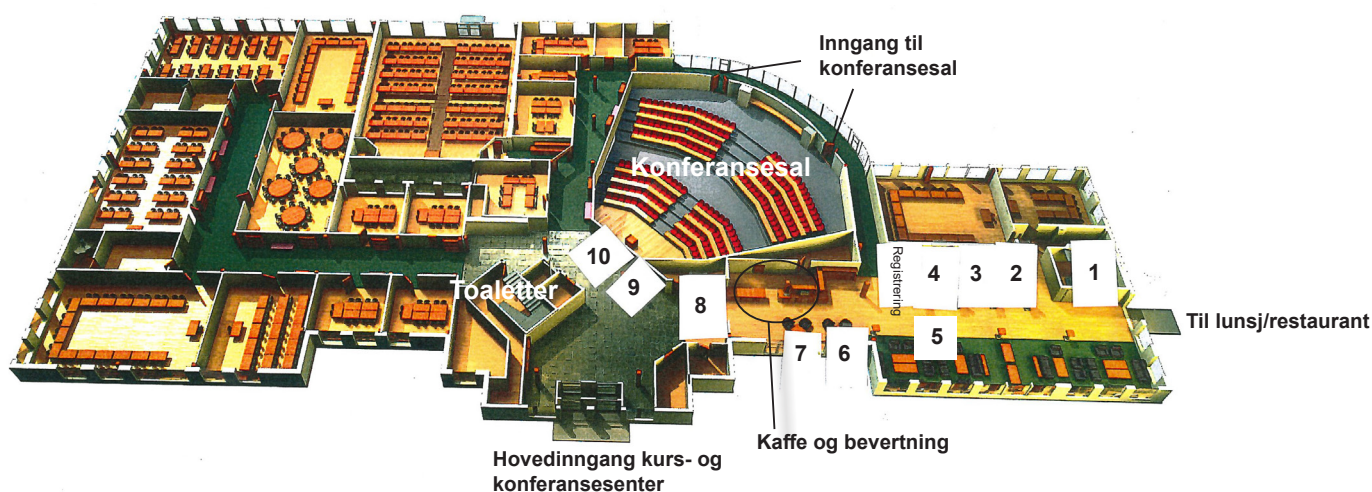 Inngang til
konferansesal
Konferansesal
Registrering
10
9
8
4
3
2
1
Toaletter
5
7
6
Til lunsj/restaurant
Kaffe og bevertning
Hovedinngang kurs- og
konferansesenter